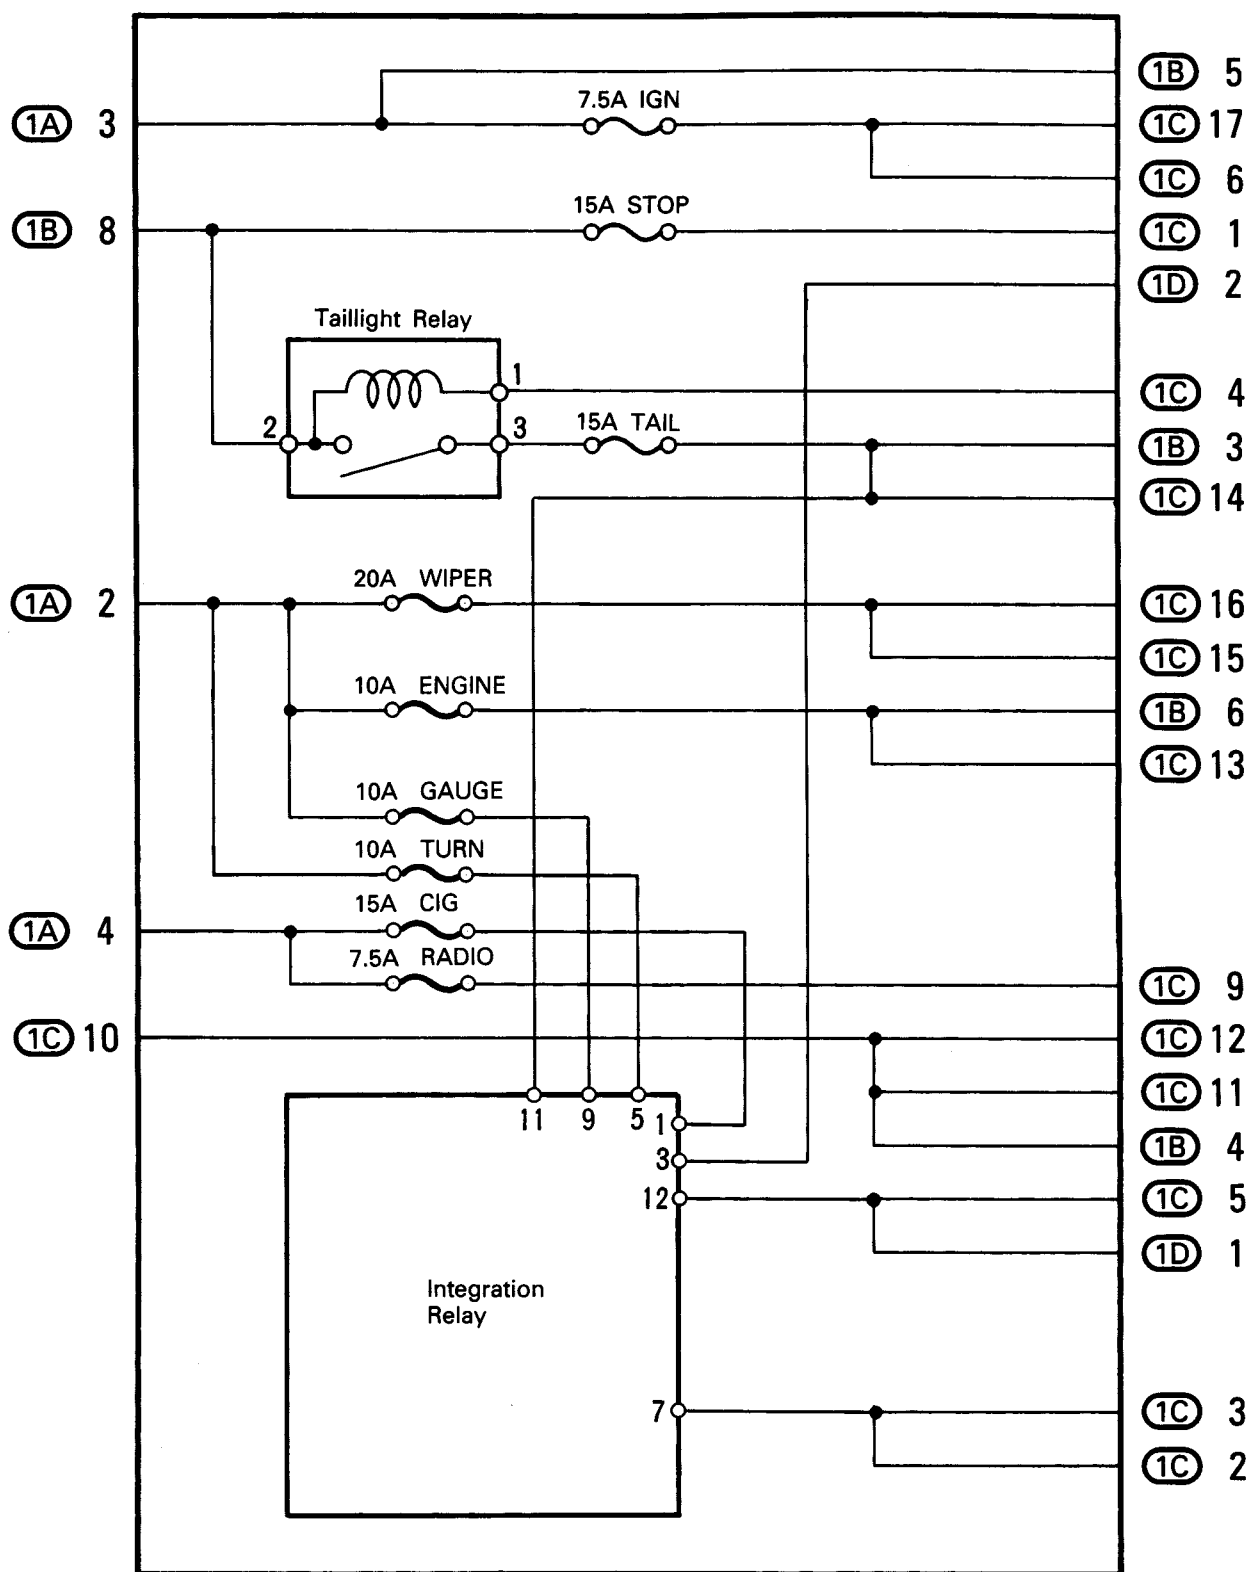 1B 5
7.5A IGN
1A 3
1C 17
1C 6
15A STOP
1B 8
1C 1
1D 2
Taillight Relay
1
1C 4
2
3
15A TAIL
1B 3
1C 14
20A WIPER
1A 2
1C 16
1C 15
10A ENGINE
1B 6
1C 13
10A GAUGE
10A TURN
15A CIG
1A 4
7.5A RADIO
1C 9
1C 10
1C 12
1C 11
11 9 5 1
1B 4
3
12
1C 5
1D 1
Integration
Relay
7
1C 3
1C 2